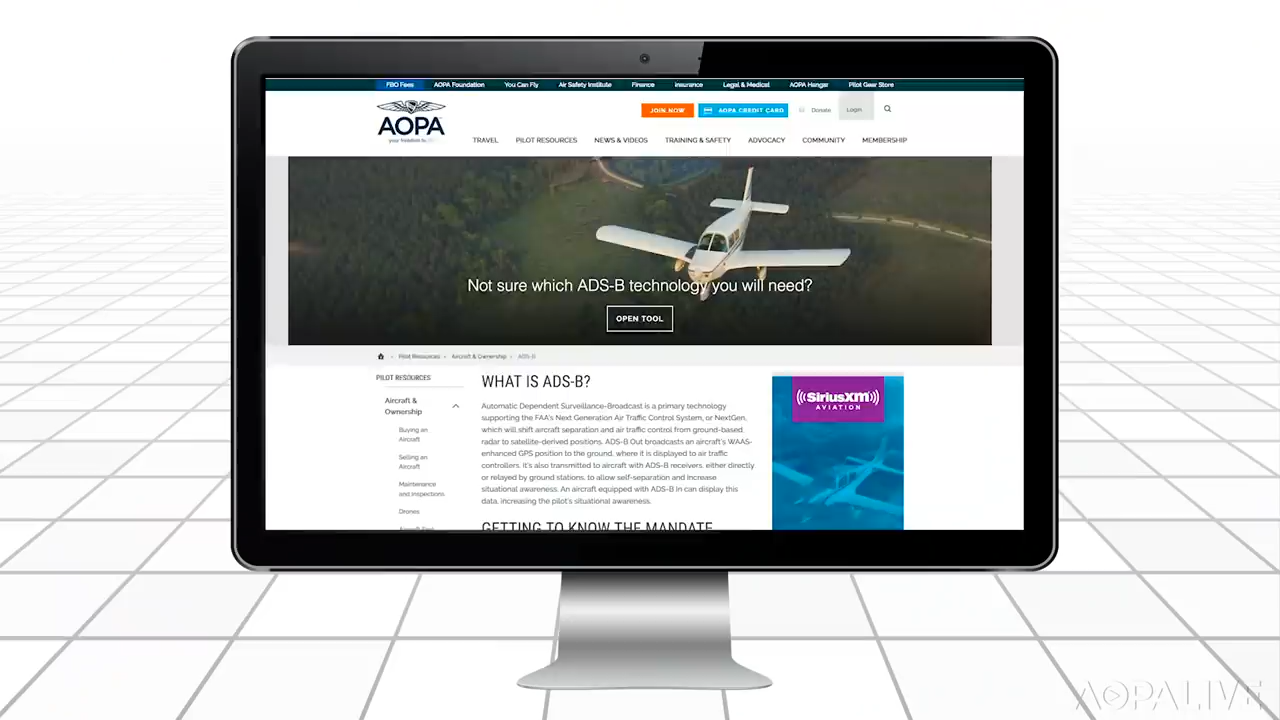 FBO Fees AOPA Foundation You Can Fly Air Safety Institute Finance Insurance Legal & Medical AOPA Hangar Pilot Gear Store
JOIN NOW AOPA CREDIT CARD Donate Login
AOPA
your freedom to
TRAVEL PILOT RESOURCES NEWS & VIDEOS TRAINING & SAFETY ADVOCACY COMMUNITY MEMBERSHIP
Not sure which ADS-B technology you will need?
OPEN TOOL
Pilot Resources Aircraft & Ownership ADS-B
PILOT RESOURCES
Aircraft &
Ownership
Buying an
Aircraft
Selling an
Aircraft
Maintenance
and Inspections
Drones
WHAT IS ADS-B?
Automatic Dependent Surveillance-Broadcast is a primary technology
supporting the FAA's Next Generation Air Traffic Control System, or NextGen,
which will shift aircraft separation and air traffic control from ground-based
radar to satellite-derived positions. ADS-B Out broadcasts an aircraft's WAAS-
enhanced GPS position to the ground, where it is displayed to air traffic
controllers. It's also transmitted to aircraft with ADS-B receivers, either directly
or relayed by ground stations, to allow self-separation and increase
situational awareness. An aircraft equipped with ADS-B In can display this
data, increasing the pilot's situational awareness.
GETTING TO KNOW THE MANDATE
SiriusXM
AVIATION
AOPALIVE